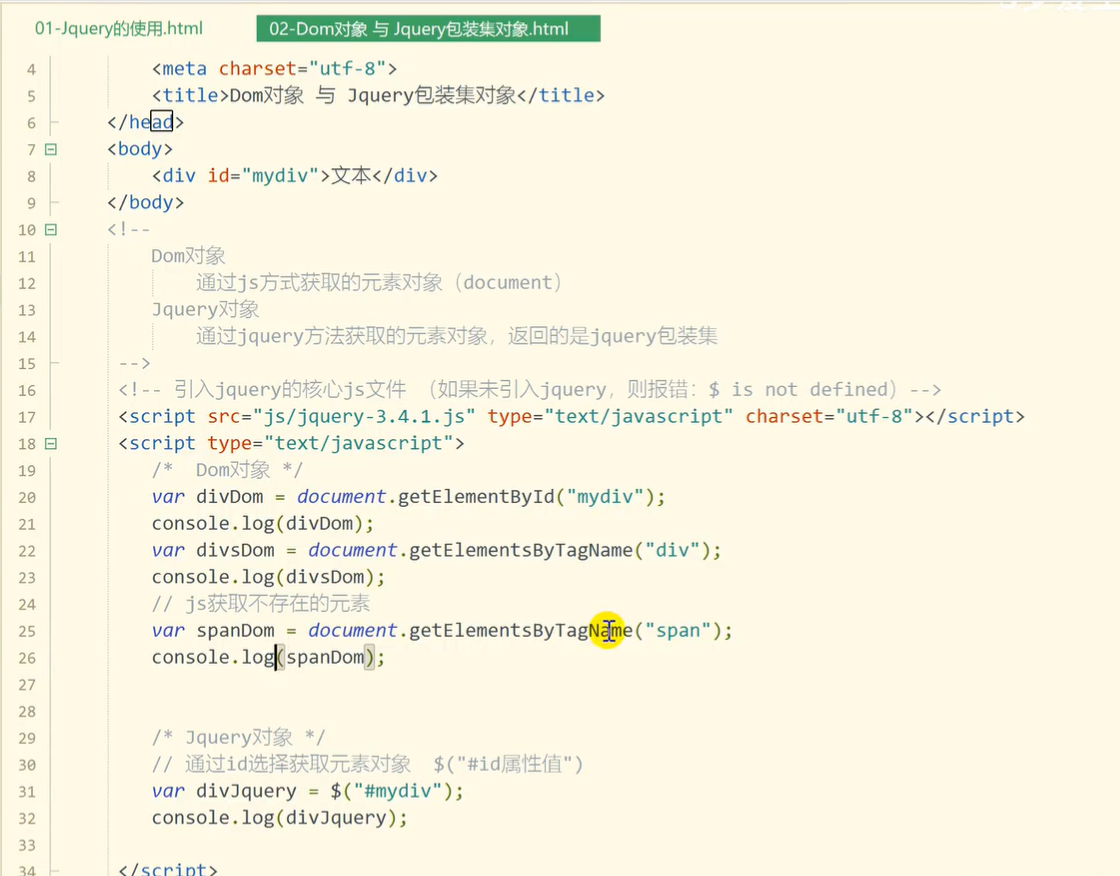 01-Jquery的使用.html 02-Dom对象 与 Jquery包装集对象.html
4 <meta charset="utf-8">
5 <title>Dom对象 与 Jquery包装集对象</title>
6 </head>
7 <body>
8 <div id="mydiv">文本</div>
9 </body>
10 <!--
11 Dom对象
12 通过js方式获取的元素对象（document）
13 Jquery对象
14 通过jquery方法获取的元素对象，返回的是jquery包装集
15 -->
16 <!-- 引入jquery的核心js文件 （如果未引入jquery，则报错：$ is not defined）-->
17 <script src="js/jquery-3.4.1.js" type="text/javascript" charset="utf-8"></script>
18 <script type="text/javascript">
19 /* Dom对象 */
20 var divDom = document.getElementById("mydiv");
21 console.log(divDom);
22 var divsDom = document.getElementsByTagName("div");
23 console.log(divsDom);
24 // js获取不存在的元素
25 var spanDom = document.getElementsByTagName("span");
26 console.log(spanDom);
27
28
29 /* Jquery对象 */
30 // 通过id选择获取元素对象 $("#id属性值")
31 var divJquery = $("#mydiv");
32 console.log(divJquery);
33
34 </script>